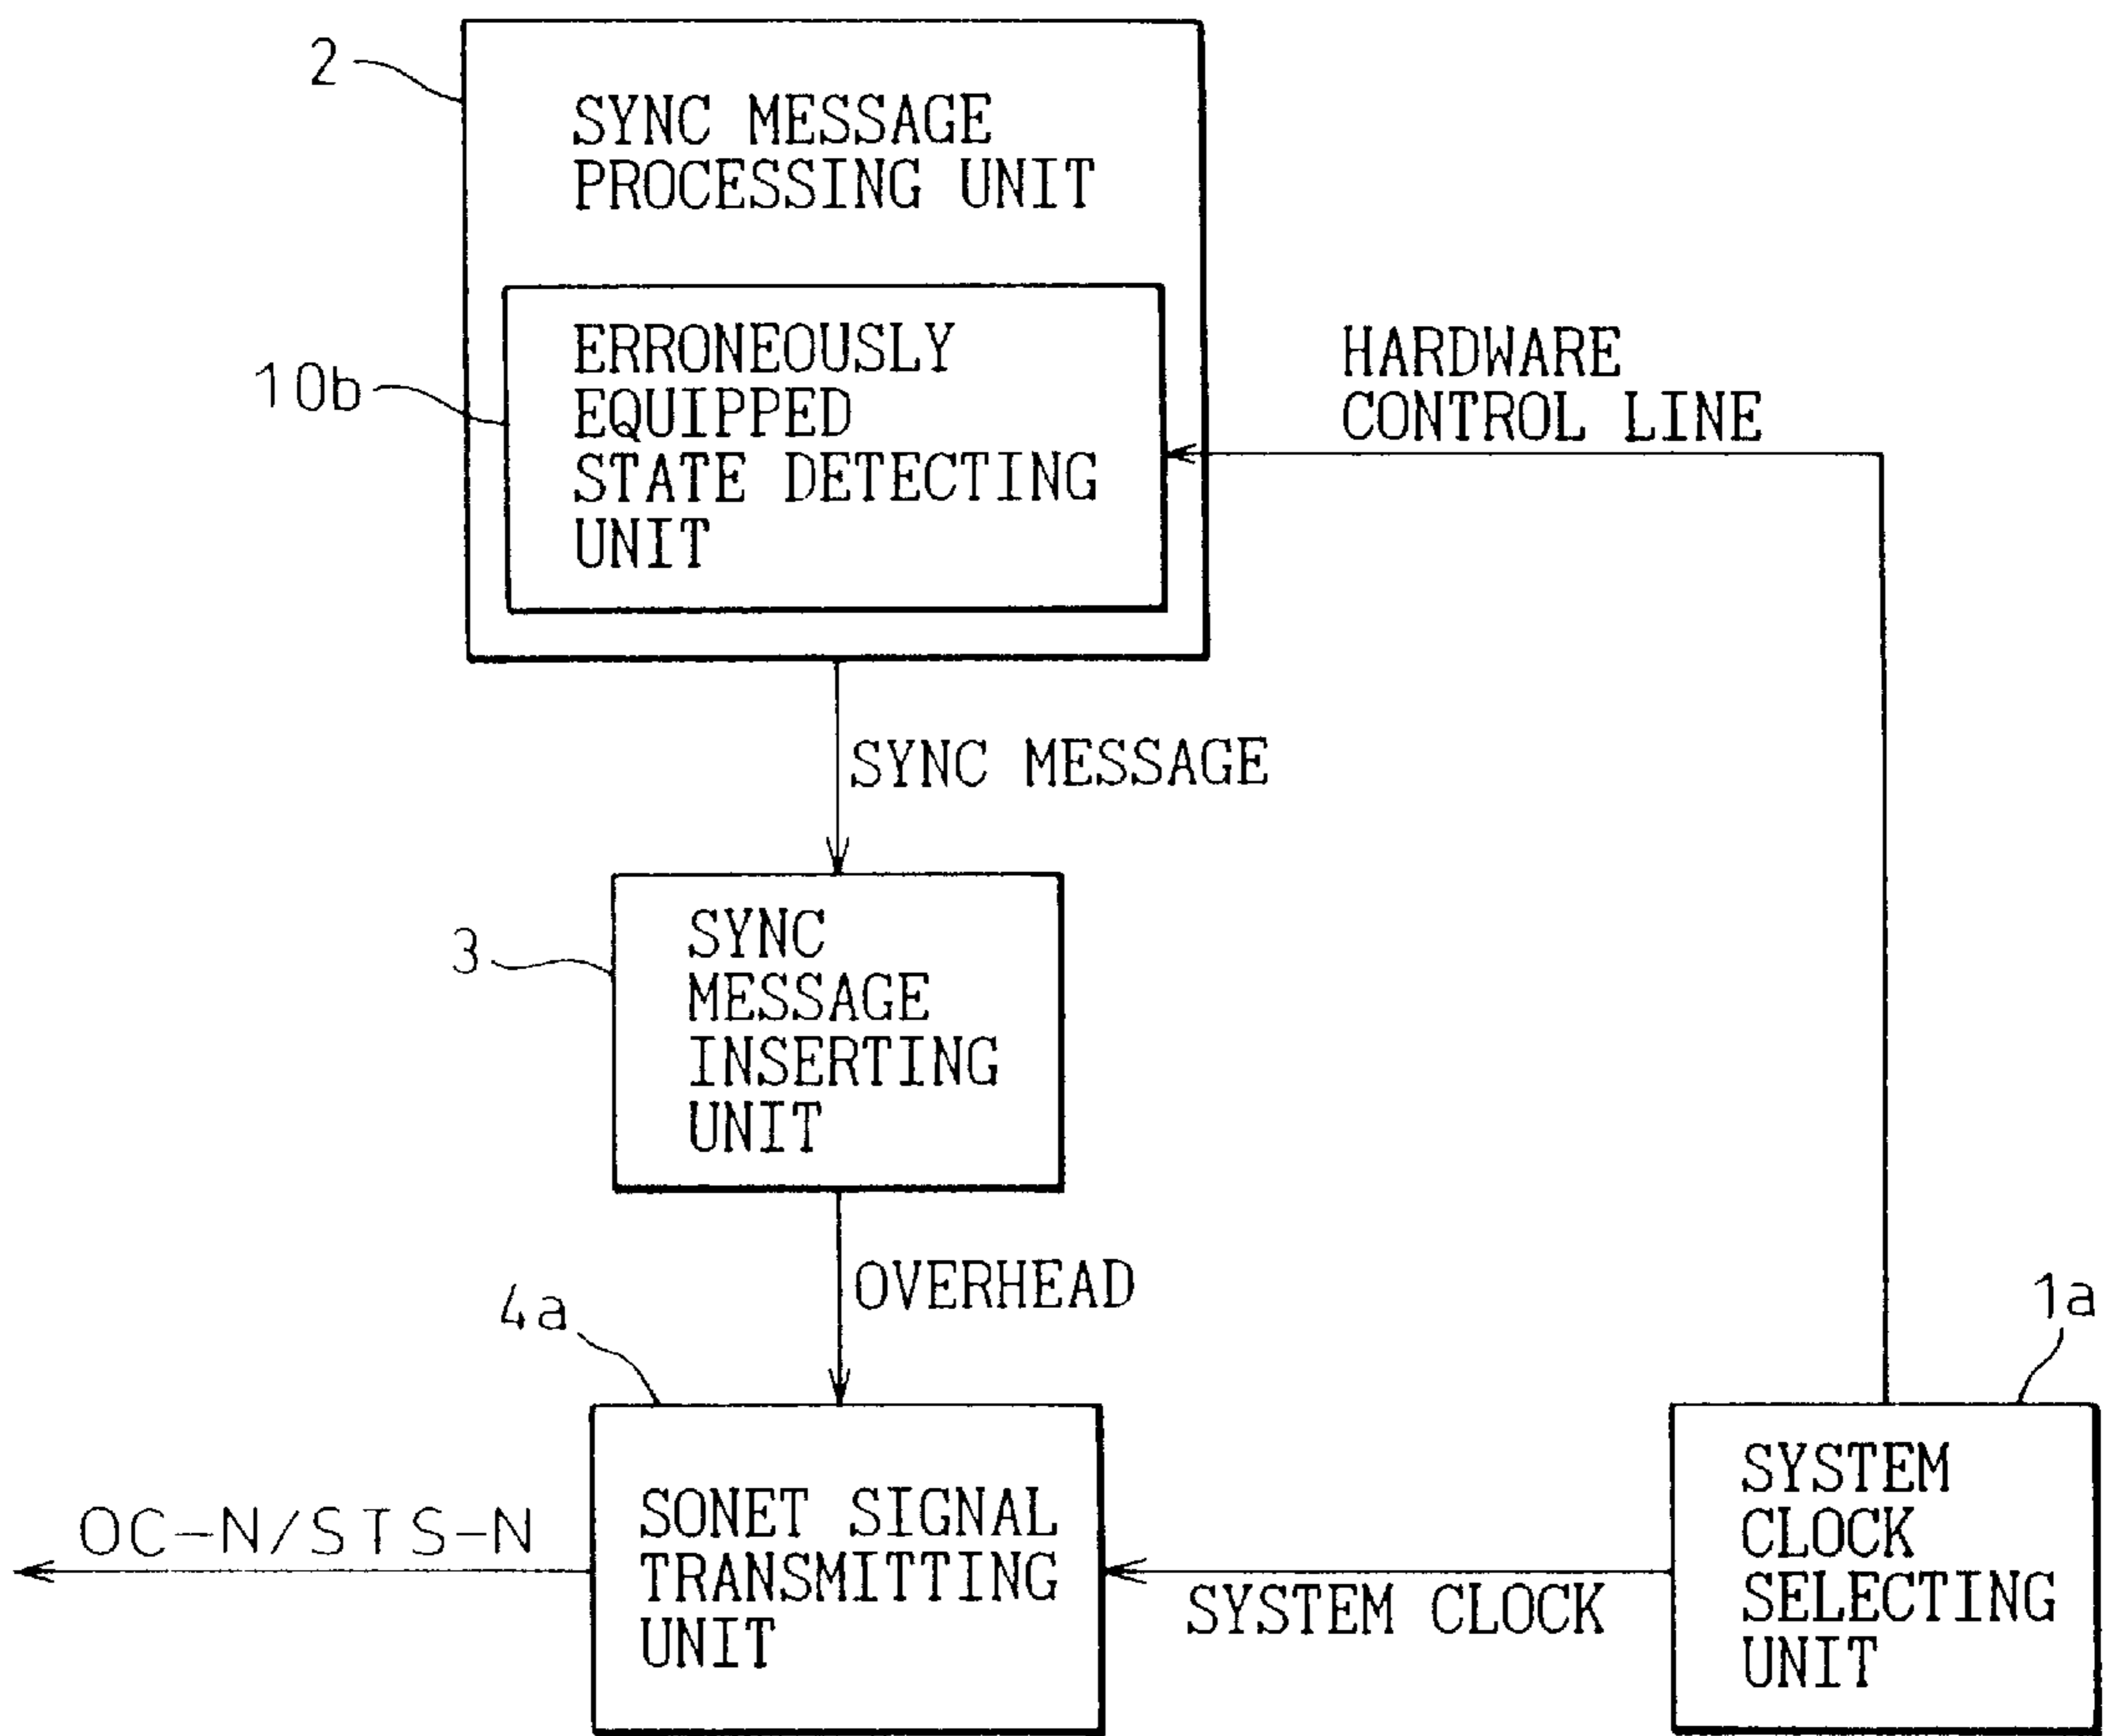 2
SYNC MESSAGE
PROCESSING UNIT
10b
ERRONEOUSLY
EQUIPPED
STATE DETECTING
UNIT
HARDWARE
CONTROL LINE
SYNC MESSAGE
3
SYNC
MESSAGE
INSERTING
UNIT
OVERHEAD
4a
1a
OC-N/STS-N
SONET SIGNAL
TRANSMITTING
UNIT
SYSTEM CLOCK
SYSTEM
CLOCK
SELECTING
UNIT